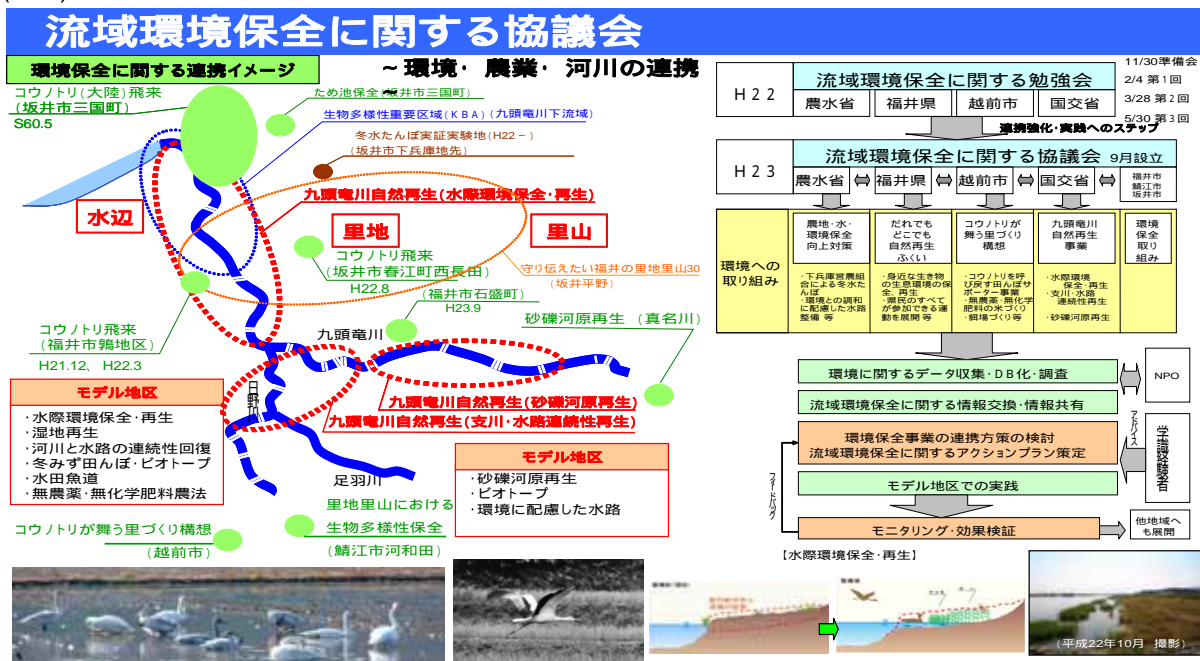 流域環境保全に関する協議会
環境保全に関する連携イメージ
~環境・農業・河川の連携
コウノトリ(大陸)飛来
(坂井市三国町)
S60.5
ため池保全(坂井市三国町)
生物多様性重要区域(KBA)(九頭竜川下流域)
冬水たんぼ実証実験地(H22-)
(坂井市下兵庫地先)
九頭竜川自然再生(水際環境保全・再生)
水辺
里地
里山
コウノトリ飛来
(坂井市春江町西長田)
H22.8
守り伝えたい福井の里地里山30
(坂井平野)
(福井市石盛町)
H23.9
砂礫河原再生 (真名川)
コウノトリ飛来
(福井市鶉地区)
H21.12、H22.3
九頭竜川
日野川
九頭竜川自然再生(砂礫河原再生)
九頭竜川自然再生(支川・水路連続性再生)
モデル地区
・水際環境保全・再生
・湿地再生
・河川と水路の連続性回復
・冬みず田んぼ・ビオトープ
・水田魚道
・無農薬・無化学肥料農法
足羽川
モデル地区
・砂礫河原再生
・ビオトープ
・環境に配慮した水路
里地里山における
生物多様性保全
(鯖江市河和田)
コウノトリが舞う里づくり構想
(越前市)
H22
流域環境保全に関する勉強会
農水省
福井県
越前市
国交省
11/30準備会
2/4 第1回
3/28 第2回
5/30 第3回
連携強化・実践へのステップ
H23
流域環境保全に関する協議会 9月設立
農水省
福井県
越前市
国交省
福井市
鯖江市
坂井市
環境への
取り組み
農地・水・
環境保全
向上対策
・下兵庫営農組
合による冬水た
んぼ
・環境との調和
に配慮した水路
整備 等
だれでも
どこでも
自然再生
ふくい
・身近な生き物
の生息環境の保
全、再生
・県民のすべて
が参加できる運
動を展開 等
コウノトリが
舞う里づくり
構想
・コウノトリを呼
び戻す田んぼサ
ポーター事業
・無農薬・無化学
肥料の米づくり
・餌場づくり等
九頭竜川
自然再生
事業
・水際環境
保全・再生
・支川・水路
連続性再生
・砂礫河原再生
環境
保全
取り
組み
環境に関するデータ収集・DB化・調査
NPO
流域環境保全に関する情報交換・情報共有
環境保全事業の連携方策の検討
流域環境保全に関するアクションプラン策定
アドバイス
学識経験者
モデル地区での実践
フィードバック
モニタリング・効果検証
他地域へ
も展開
【水際環境保全・再生】
(平成22年10月 撮影)